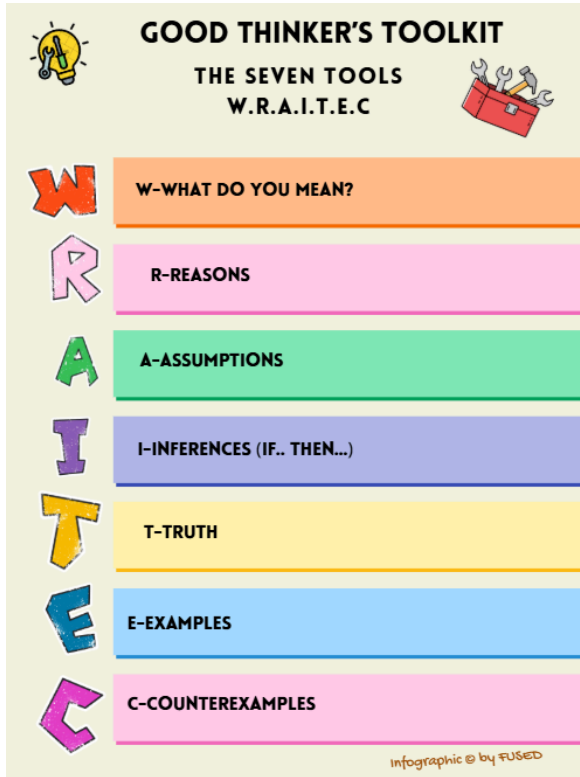 GOOD THINKER'S TOOLKIT
THE SEVEN TOOLS
W.R.A.I.T.E.C
W
W-WHAT DO YOU MEAN?
R
R-REASONS
A
A-ASSUMPTIONS
I
I-INFERENCES (IF.. THEN...)
T
T-TRUTH
E
E-EXAMPLES
C
C-COUNTEREXAMPLES
Infographic © by FUSED